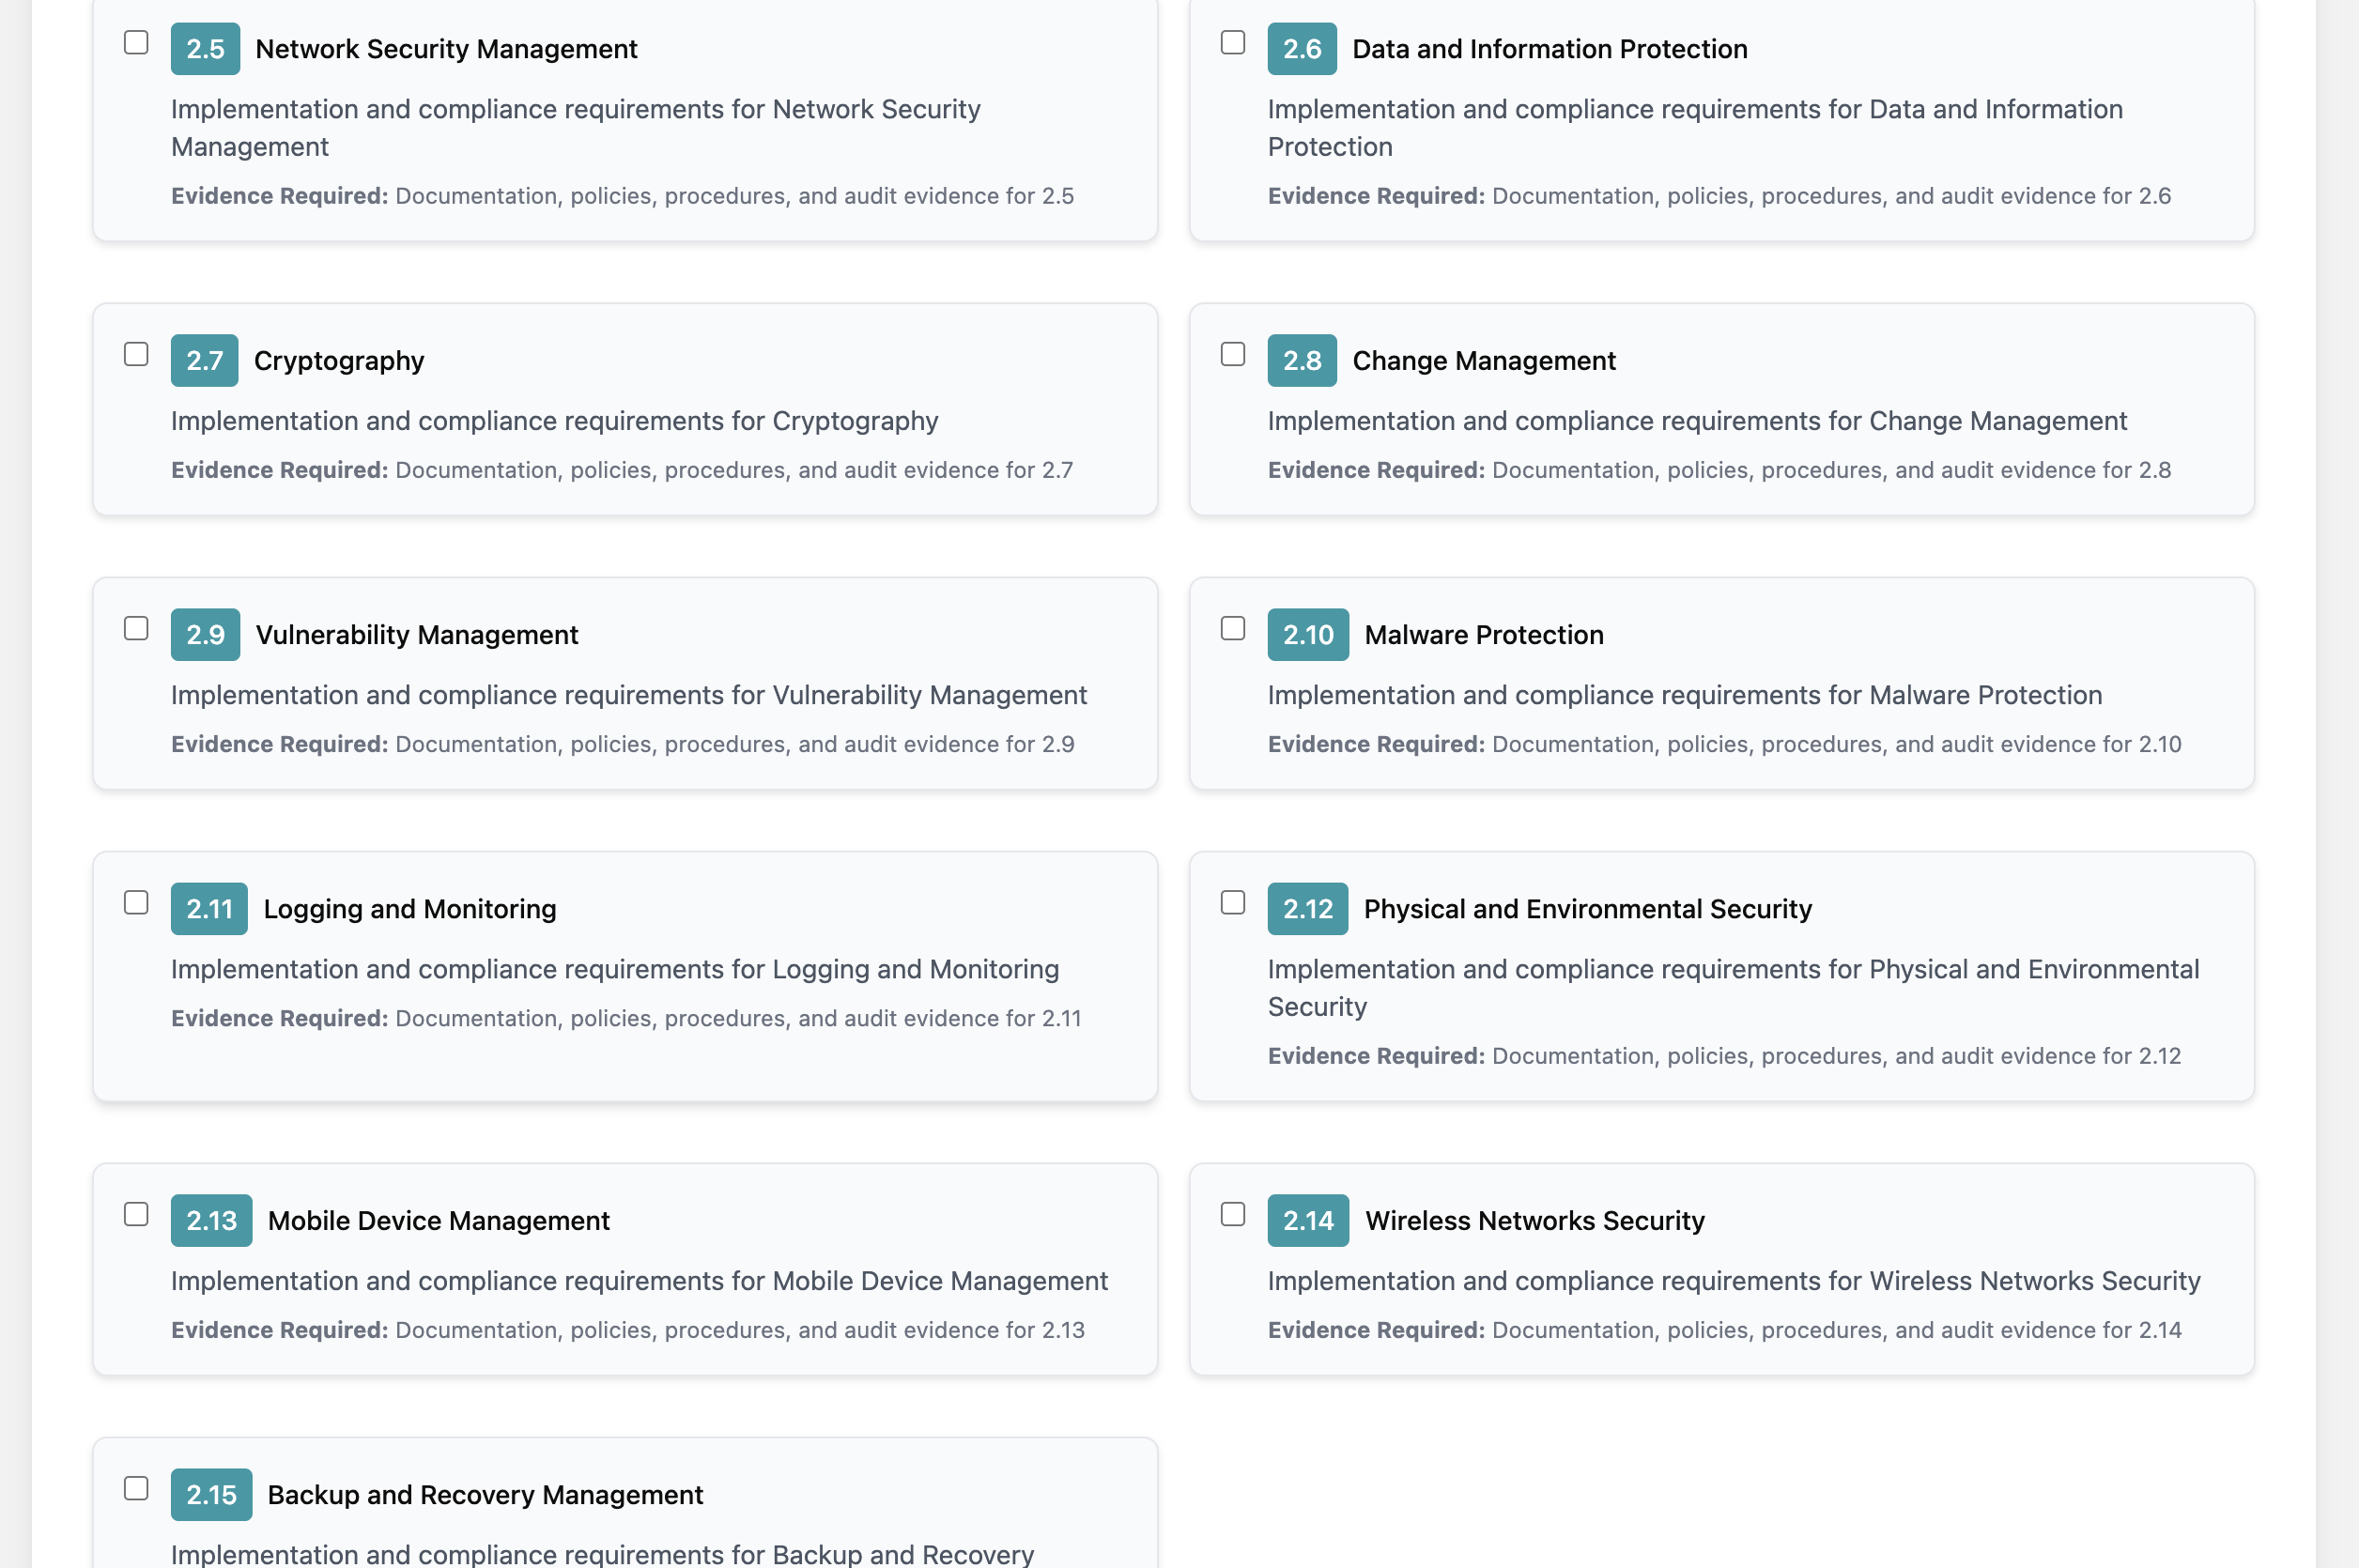 2.5 Network Security Management
Implementation and compliance requirements for Network Security
Management
Evidence Required: Documentation, policies, procedures, and audit evidence for 2.5
2.6 Data and Information Protection
Implementation and compliance requirements for Data and Information
Protection
Evidence Required: Documentation, policies, procedures, and audit evidence for 2.6
2.7 Cryptography
Implementation and compliance requirements for Cryptography
Evidence Required: Documentation, policies, procedures, and audit evidence for 2.7
2.8 Change Management
Implementation and compliance requirements for Change Management
Evidence Required: Documentation, policies, procedures, and audit evidence for 2.8
2.9 Vulnerability Management
Implementation and compliance requirements for Vulnerability Management
Evidence Required: Documentation, policies, procedures, and audit evidence for 2.9
2.10 Malware Protection
Implementation and compliance requirements for Malware Protection
Evidence Required: Documentation, policies, procedures, and audit evidence for 2.10
2.11 Logging and Monitoring
Implementation and compliance requirements for Logging and Monitoring
Evidence Required: Documentation, policies, procedures, and audit evidence for 2.11
2.12 Physical and Environmental Security
Implementation and compliance requirements for Physical and Environmental
Security
Evidence Required: Documentation, policies, procedures, and audit evidence for 2.12
2.13 Mobile Device Management
Implementation and compliance requirements for Mobile Device Management
Evidence Required: Documentation, policies, procedures, and audit evidence for 2.13
2.14 Wireless Networks Security
Implementation and compliance requirements for Wireless Networks Security
Evidence Required: Documentation, policies, procedures, and audit evidence for 2.14
2.15 Backup and Recovery Management
Implementation and compliance requirements for Backup and Recovery